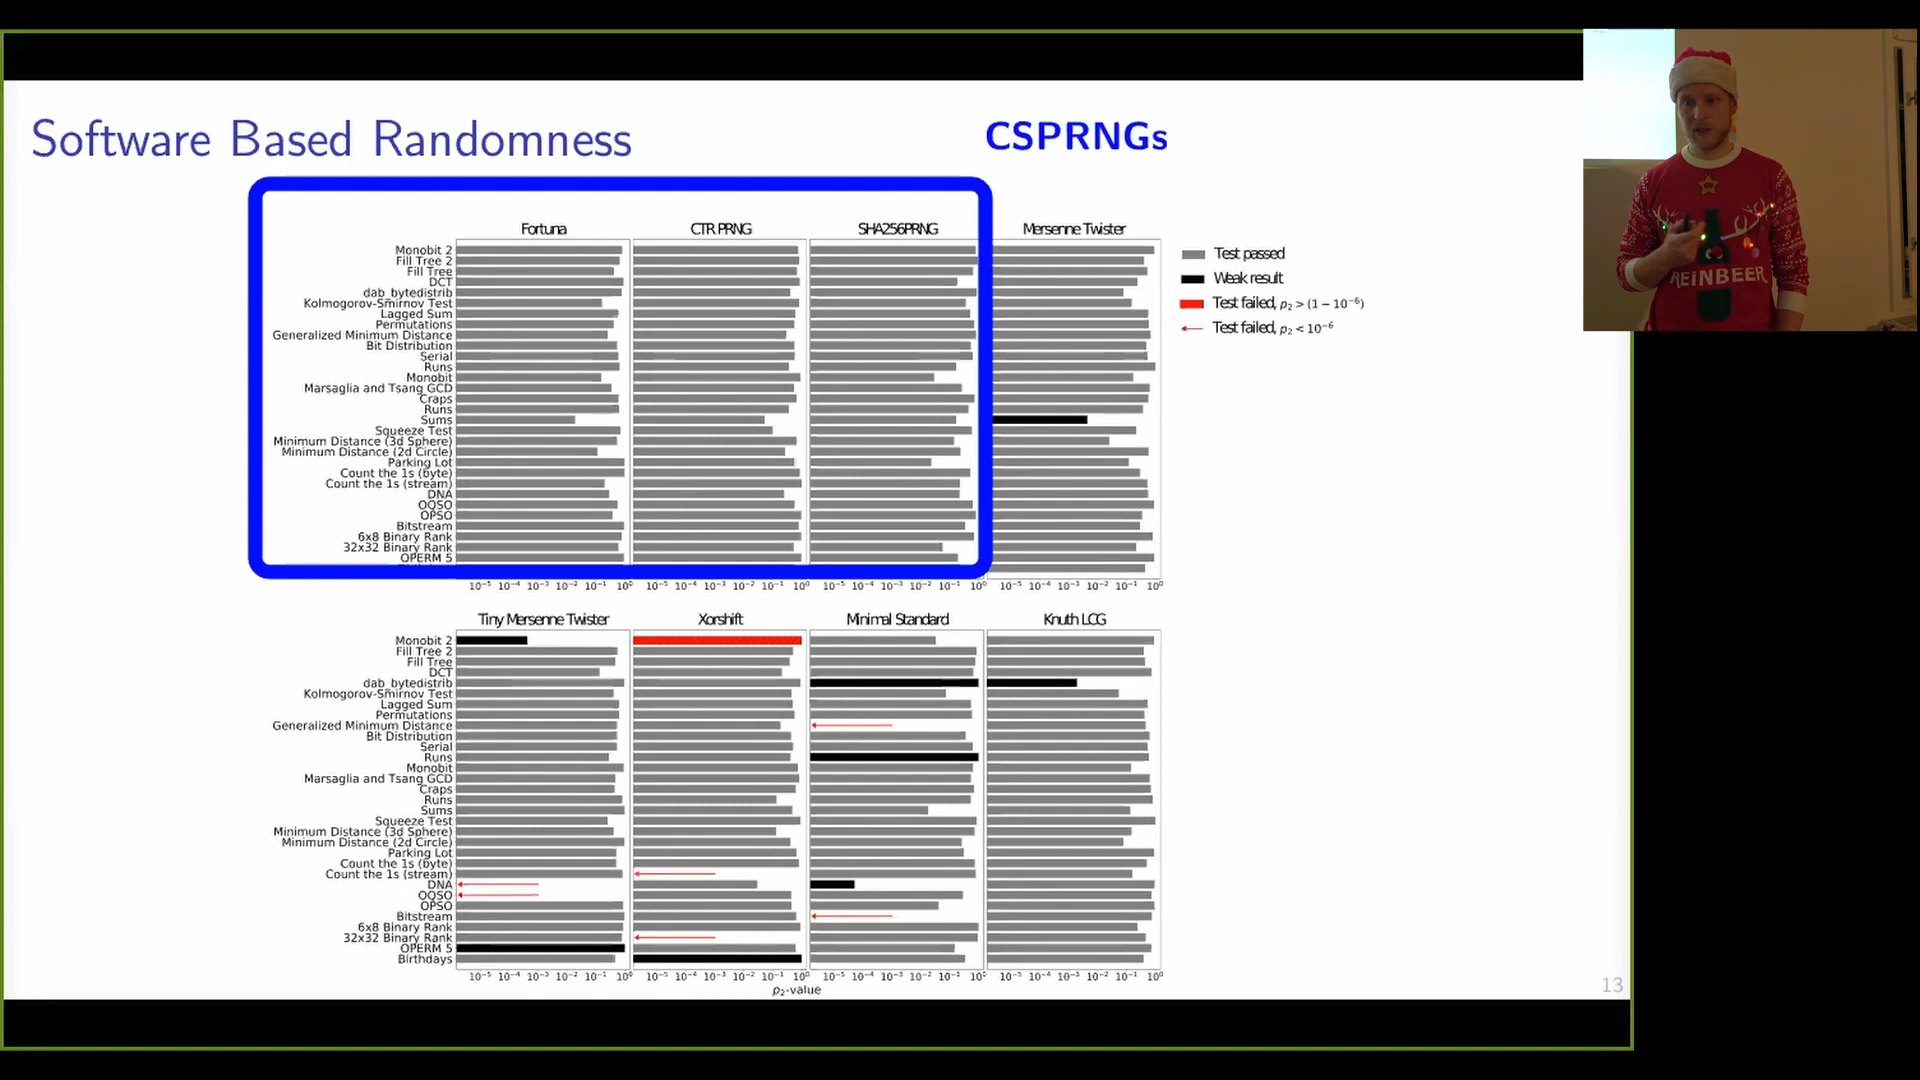 Software Based Randomness
CSPRNGs
Fortuna
CTR PRNG
SHA256PRNG
Mersenne Twister
Monobit 2
Fill Tree 2
Fill Tree
DCT
dab_bytedistrib
Kolmogorov-Smirnov Test
Lagged Sum
Permutations
Generalized Minimum Distance
Bit Distribution
Serial
Runs
Monobit
Marsaglia and Tsang GCD
Craps
Runs
Sums
Squeeze Test
Minimum Distance (3d Sphere)
Minimum Distance (2d Circle)
Parking Lot
Count the 1s (byte)
Count the 1s (stream)
DNA
OQSO
OPSO
Bitstream
6x8 Binary Rank
32x32 Binary Rank
OPERM 5
10⁻⁵ 10⁻⁴ 10⁻³ 10⁻² 10⁻¹ 10⁰ 10⁻⁵ 10⁻⁴ 10⁻³ 10⁻² 10⁻¹ 10⁰ 10⁻⁵ 10⁻⁴ 10⁻³ 10⁻² 10⁻¹ 10⁰ 10⁻⁵ 10⁻⁴ 10⁻³ 10⁻² 10⁻¹ 10⁰
Test passed
Weak result
Test failed, p₂ > (1 − 10⁻⁶)
Test failed, p₂ < 10⁻⁶
Tiny Mersenne Twister
Xorshift
Minimal Standard
Knuth LCG
Monobit 2
Fill Tree 2
Fill Tree
DCT
dab_bytedistrib
Kolmogorov-Smirnov Test
Lagged Sum
Permutations
Generalized Minimum Distance
Bit Distribution
Serial
Runs
Monobit
Marsaglia and Tsang GCD
Craps
Runs
Sums
Squeeze Test
Minimum Distance (3d Sphere)
Minimum Distance (2d Circle)
Parking Lot
Count the 1s (byte)
Count the 1s (stream)
DNA
OQSO
OPSO
Bitstream
6x8 Binary Rank
32x32 Binary Rank
OPERM 5
Birthdays
10⁻⁵ 10⁻⁴ 10⁻³ 10⁻² 10⁻¹ 10⁰ 10⁻⁵ 10⁻⁴ 10⁻³ 10⁻² 10⁻¹ 10⁰ 10⁻⁵ 10⁻⁴ 10⁻³ 10⁻² 10⁻¹ 10⁰ 10⁻⁵ 10⁻⁴ 10⁻³ 10⁻² 10⁻¹ 10⁰
p₂-value
13
REINBEER